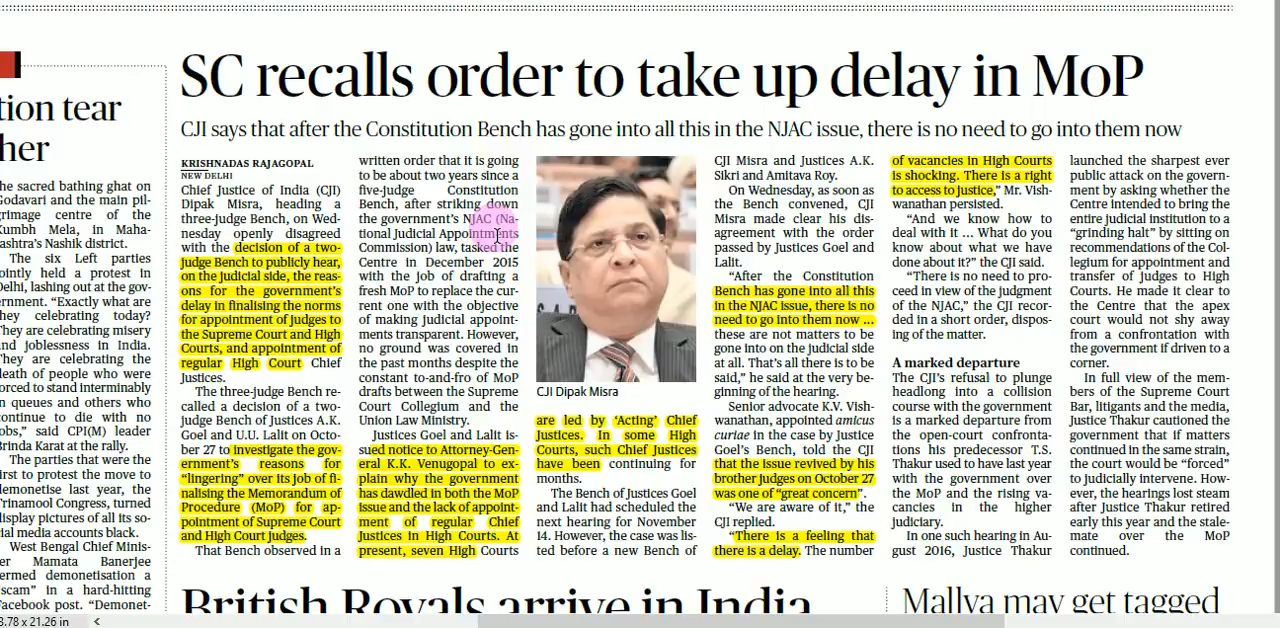 tion tear
her
he sacred bathing ghat on
Godavari and the main pil-
grimage centre of the
Kumbh Mela, in Maha-
ashtra's Nashik district.
The six Left parties
jointly held a protest in
Delhi, lashing out at the gov-
ernment. “Exactly what are
hey celebrating today?
They are celebrating misery
and joblessness in India.
They are celebrating the
death of people who were
orced to stand interminably
n queues and others who
continue to die with no
obs,” said CPI(M) leader
Brinda Karat at the rally.
The parties that were the
irst to protest the move to
demonetise last year, the
Trinamool Congress, turned
display pictures of all its so-
cial media accounts black.
West Bengal Chief Minis-
er Mamata Banerjee
ermed demonetisation a
“scam” in a hard-hitting
Facebook post. “Demonet-
SC recalls order to take up delay in MoP
CJI says that after the Constitution Bench has gone into all this in the NJAC issue, there is no need to go into them now
KRISHNADAS RAJAGOPAL
NEW DELHI
Chief Justice of India (CJI)
Dipak Misra, heading a
three-judge Bench, on Wed-
nesday openly disagreed
with the decision of a two-
judge Bench to publicly hear,
on the judicial side, the reas-
ons for the government's
delay in finalising the norms
for appointment of judges to
the Supreme Court and High
Courts, and appointment of
regular High Court Chief
Justices.
The three-judge Bench re-
called a decision of a two-
judge Bench of Justices A.K.
Goel and U.U. Lalit on Octo-
ber 27 to investigate the gov-
ernment's reasons for
“lingering” over its job of fi-
nalising the Memorandum of
Procedure (MoP) for ap-
pointment of Supreme Court
and High Court Judges.
That Bench observed in a
written order that it is going
to be about two years since a
five-judge Constitution
Bench, after striking down
the government's NJAC (Na-
tional Judicial Appointments
Commission) law, tasked the
Centre in December 2015
with the job of drafting a
fresh MoP to replace the cur-
rent one with the objective
of making judicial appoint-
ments transparent. However,
no ground was covered in
the past months despite the
constant to-and-fro of MoP
drafts between the Supreme
Court Collegium and the
Union Law Ministry.
Justices Goel and Lalit is-
sued notice to Attorney-Gen-
eral K.K. Venugopal to ex-
plain why the government
has dawdled in both the MoP
issue and the lack of appoint-
ment of regular Chief
Justices in High Courts. At
present, seven High Courts
CJI Dipak Misra
are led by ‘Acting’ Chief
Justices. In some High
Courts, such Chief Justices
have been continuing for
months.
The Bench of Justices Goel
and Lalit had scheduled the
next hearing for November
14. However, the case was lis-
ted before a new Bench of
CJI Misra and Justices A.K.
Sikri and Amitava Roy.
On Wednesday, as soon as
the Bench convened, CJI
Misra made clear his dis-
agreement with the order
passed by Justices Goel and
Lalit.
“After the Constitution
Bench has gone into all this
in the NJAC issue, there is no
need to go into them now ...
these are not matters to be
gone into on the judicial side
at all. That's all there is to be
said,” he said at the very be-
ginning of the hearing.
Senior advocate K.V. Vish-
wanathan, appointed amicus
curiae in the case by Justice
Goel's Bench, told the CJI
that the issue revived by his
brother judges on October 27
was one of “great concern”.
“We are aware of it,” the
CJI replied.
“There is a feeling that
there is a delay. The number
of vacancies in High Courts
is shocking. There is a right
to access to justice,” Mr. Vish-
wanathan persisted.
“And we know how to
deal with it ... What do you
know about what we have
done about it?” the CJI said.
“There is no need to pro-
ceed in view of the judgment
of the NJAC,” the CJI recor-
ded in a short order, dispos-
ing of the matter.
A marked departure
The CJI's refusal to plunge
headlong into a collision
course with the government
is a marked departure from
the open-court confronta-
tions his predecessor T.S.
Thakur used to have last year
with the government over
the MoP and the rising va-
cancies in the higher
judiciary.
In one such hearing in Au-
gust 2016, Justice Thakur
launched the sharpest ever
public attack on the govern-
ment by asking whether the
Centre intended to bring the
entire judicial institution to a
“grinding halt” by sitting on
recommendations of the Col-
legium for appointment and
transfer of judges to High
Courts. He made it clear to
the Centre that the apex
court would not shy away
from a confrontation with
the government if driven to a
corner.
In full view of the mem-
bers of the Supreme Court
Bar, litigants and the media,
Justice Thakur cautioned the
government that if matters
continued in the same strain,
the court would be “forced”
to judicially intervene. How-
ever, the hearings lost steam
after Justice Thakur retired
early this year and the stale-
mate over the MoP
continued.
British Royals arrive in India
Mallya may get tagged
8.78 x 21.26 in